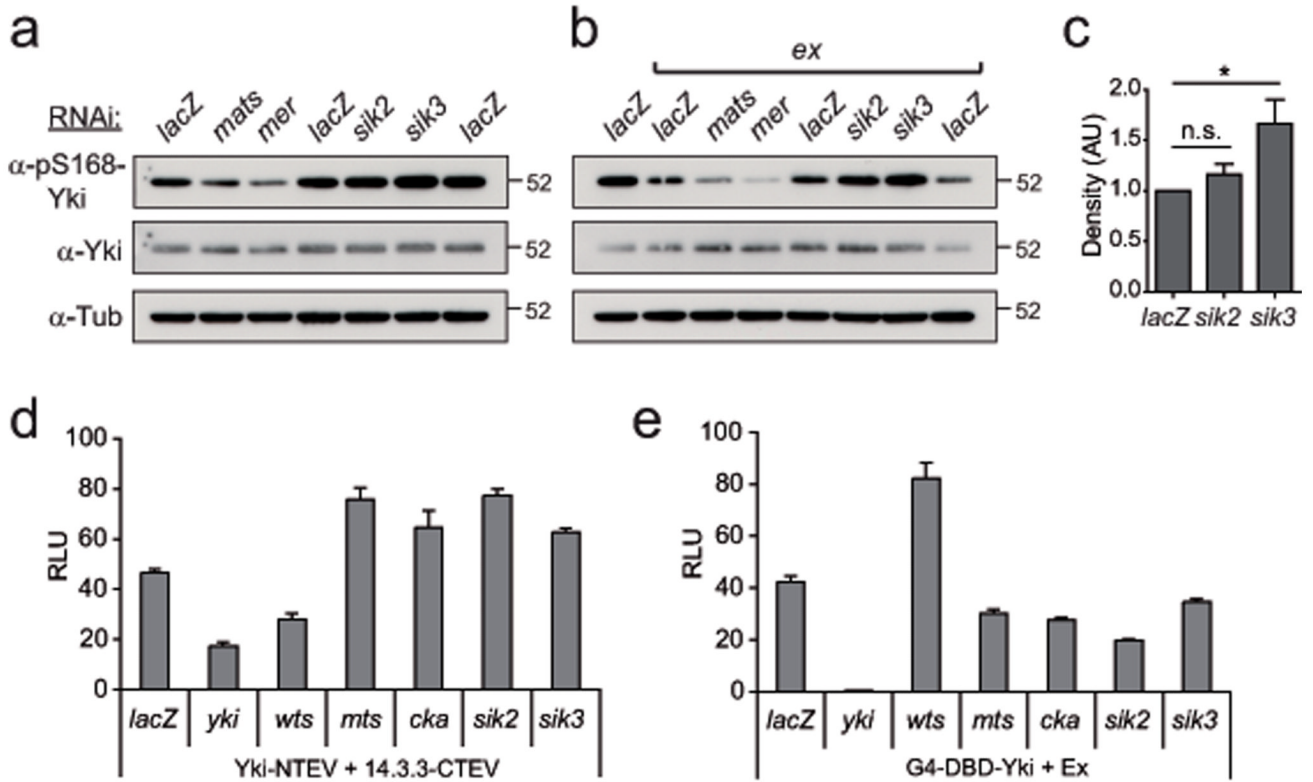 a
RNAi:
lacZ mats mer lacZ sik2 sik3 lacZ
α-pS168-
Yki
52
α-Yki
52
α-Tub
52
b
ex
lacZ lacZ mats mer lacZ sik2 sik3 lacZ
52
52
52
c
*
n.s.
Density (AU)
2.0
1.5
1.0
0.5
0.0
lacZ sik2 sik3
d
RLU
100
80
60
40
20
0
lacZ yki wts mts cka sik2 sik3
Yki-NTEV + 14.3.3-CTEV
e
RLU
100
80
60
40
20
0
lacZ yki wts mts cka sik2 sik3
G4-DBD-Yki + Ex